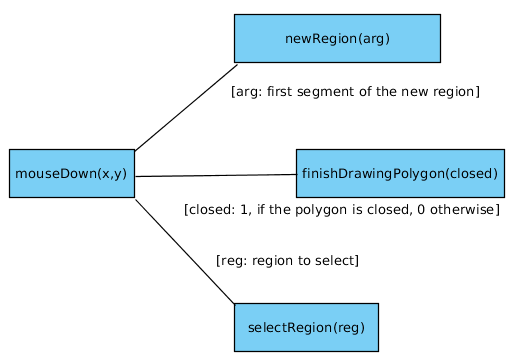 newRegion(arg)
[arg: first segment of the new region]
mouseDown(x,y)
finishDrawingPolygon(closed)
[closed: 1, if the polygon is closed, 0 otherwise]
[reg: region to select]
selectRegion(reg)